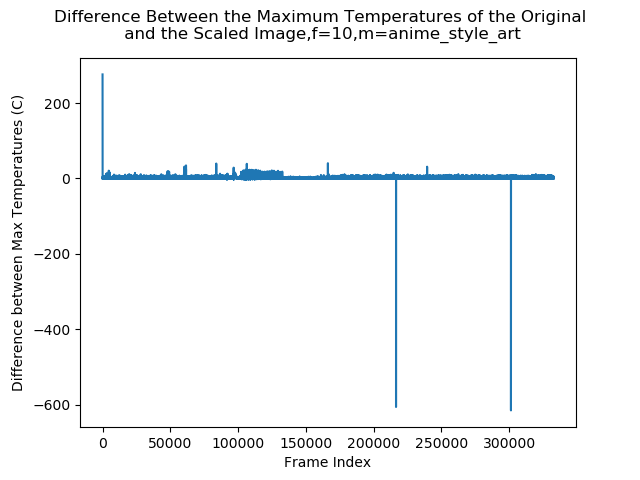 Difference Between the Maximum Temperatures of the Original
and the Scaled Image,f=10,m=anime_style_art
Difference between Max Temperatures (C)
200
0
−200
−400
−600
0 50000 100000 150000 200000 250000 300000
Frame Index